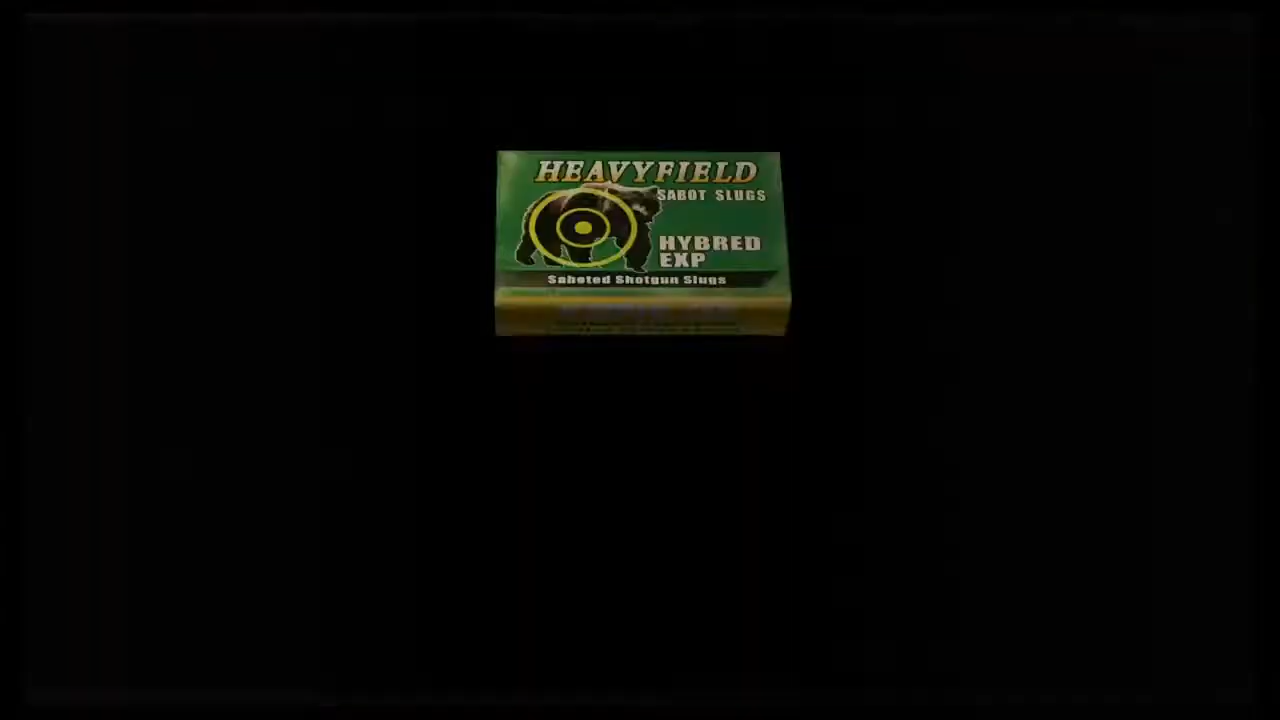 HEAVYFIELD
SABOT SLUGS
HYBRED
EXP
Saboted Shotgun Slugs